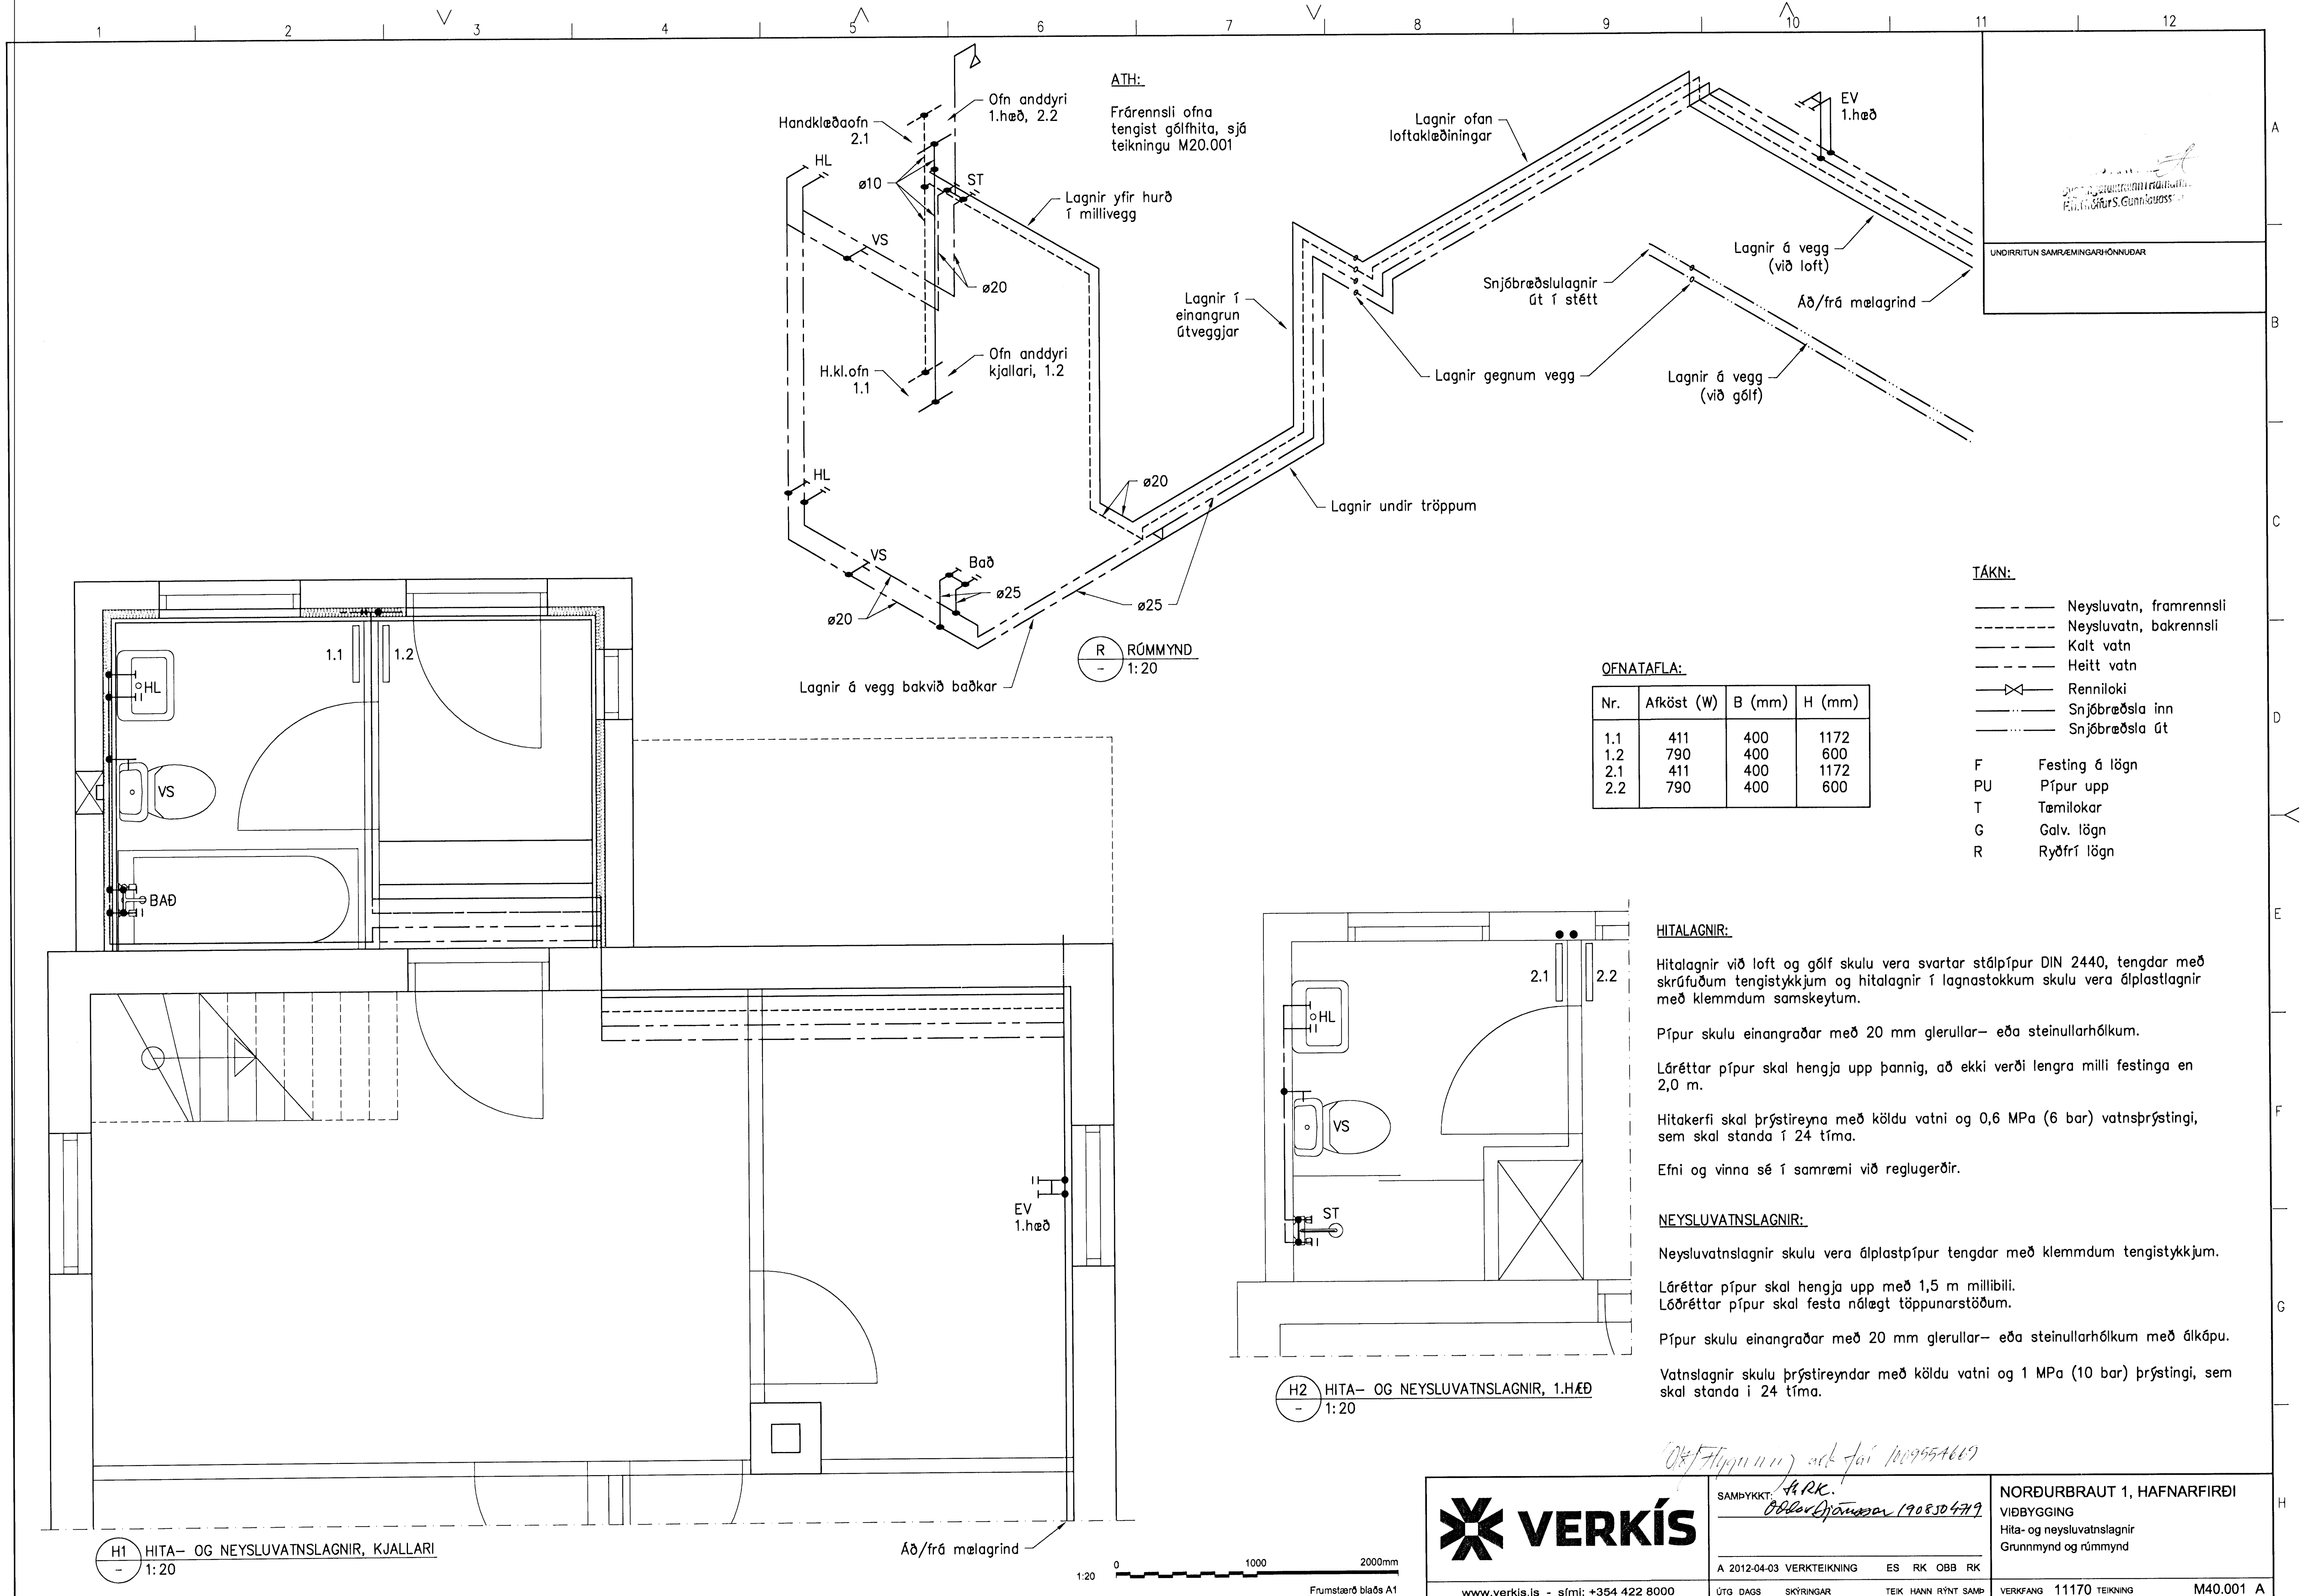 1 2 3 4 5 6 7 8 9 10 11 12
A
B
C
D
E
F
G
H
ATH:
Frárennsli ofna
tengist gólfhita, sjá
teikningu M20.001
Handklæðaofn
2.1
Ofn anddyri
1.hæð, 2.2
HL
ø10
ST
Lagnir yfir hurð
í millivegg
VS
ø20
H.kl.ofn
1.1
Ofn anddyri
kjallari, 1.2
Lagnir í
einangrun
útveggjar
Lagnir ofan
loftaklæðiningar
EV
1.hæð
Lagnir á vegg
(við loft)
Snjóbræðslulagnir
út í stétt
Áð/frá mælagrind
Lagnir gegnum vegg
Lagnir á vegg
(við gólf)
HL
ø20
Lagnir undir tröppum
VS
Bað
ø25
ø20
ø25
Lagnir á vegg bakvið baðkar
R RÚMMYND
- 1:20
UNDIRRITUN SAMRÆMINGARHÖNNUÐAR
TÁKN:
Neysluvatn, framrennsli
Neysluvatn, bakrennsli
Kalt vatn
Heitt vatn
Renniloki
Snjóbræðsla inn
Snjóbræðsla út
F Festing á lögn
PU Pípur upp
T Tæmilokar
G Galv. lögn
R Ryðfrí lögn
OFNATAFLA:
Nr. Afköst (W) B (mm) H (mm)
1.1 411 400 1172
1.2 790 400 600
2.1 411 400 1172
2.2 790 400 600
1.1 1.2
HL
VS
BAÐ
EV
1.hæð
H1 HITA– OG NEYSLUVATNSLAGNIR, KJALLARI
- 1:20
Áð/frá mælagrind
2.1 2.2
HL
VS
ST
H2 HITA– OG NEYSLUVATNSLAGNIR, 1.HÆÐ
- 1:20
HITALAGNIR:
Hitalagnir við loft og gólf skulu vera svartar stálpípur DIN 2440, tengdar með
skrúfuðum tengistykkjum og hitalagnir í lagnastokkum skulu vera álplastlagnir
með klemmdum samskeytum.
Pípur skulu einangraðar með 20 mm glerullar– eða steinullarhólkum.
Láréttar pípur skal hengja upp þannig, að ekki verði lengra milli festinga en
2,0 m.
Hitakerfi skal þrýstireyna með köldu vatni og 0,6 MPa (6 bar) vatnsþrýstingi,
sem skal standa í 24 tíma.
Efni og vinna sé í samræmi við reglugerðir.
NEYSLUVATNSLAGNIR:
Neysluvatnslagnir skulu vera álplastpípur tengdar með klemmdum tengistykkjum.
Láréttar pípur skal hengja upp með 1,5 m millibili.
Lóðréttar pípur skal festa nálægt töppunarstöðum.
Pípur skulu einangraðar með 20 mm glerullar– eða steinullarhólkum með álkápu.
Vatnslagnir skulu þrýstireyndar með köldu vatni og 1 MPa (10 bar) þrýstingi, sem
skal standa i 24 tíma.
1:20 0 1000 2000mm
Frumstærð blaðs A1
VERKÍS
www.verkis.is - sími: +354 422 8000
SAMÞYKKT:
1908504719
A 2012-04-03 VERKTEIKNING ES RK OBB RK
ÚTG DAGS SKÝRINGAR TEIK HANN RÝNT SAMÞ
NORÐURBRAUT 1, HAFNARFIRÐI
VIÐBYGGING
Hita- og neysluvatnslagnir
Grunnmynd og rúmmynd
VERKFANG 11170 TEIKNING M40.001 A